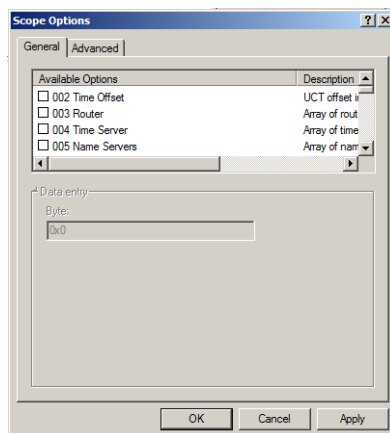 Scope Options
General Advanced
Available Options Description
002 Time Offset UCT offset i
003 Router Array of rout
004 Time Server Array of time
005 Name Servers Array of nam
Data entry
Byte:
0x0
OK Cancel Apply